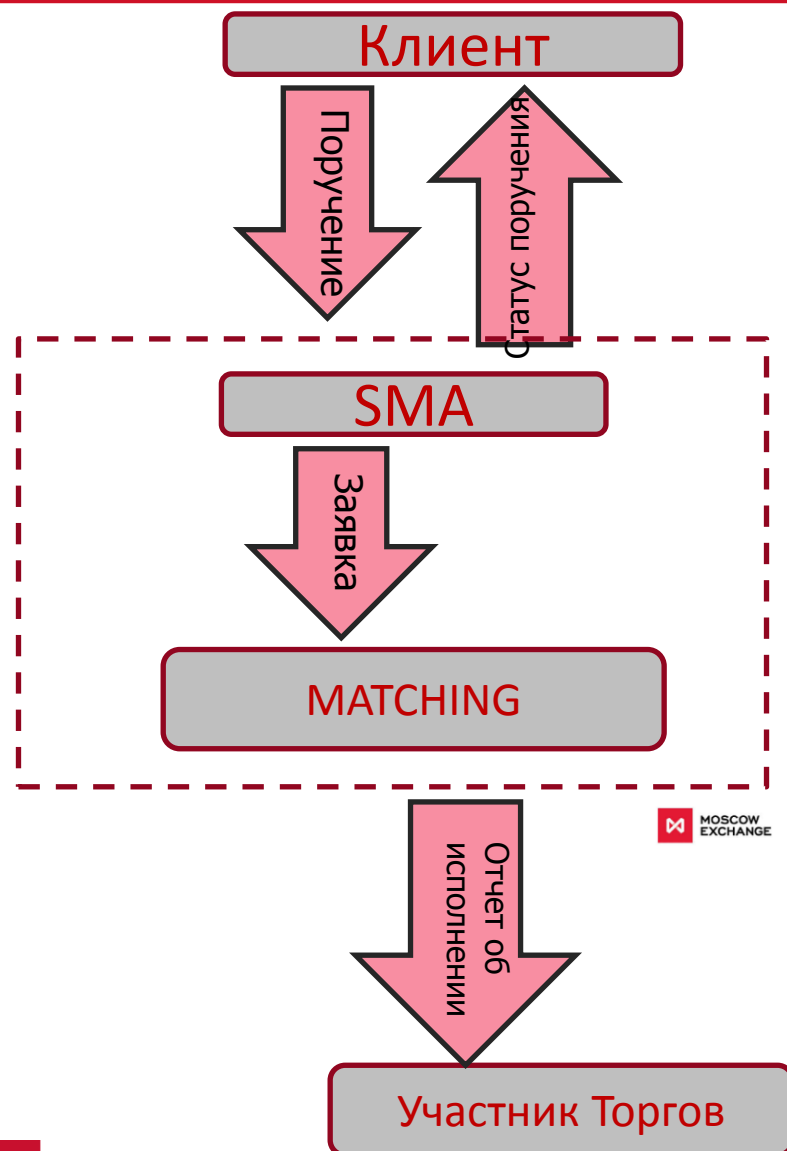 Клиент
Поручение
Статус поручения
SMA
Заявка
MATCHING
MOSCOW
EXCHANGE
Отчет об
исполнении
Участник Торгов